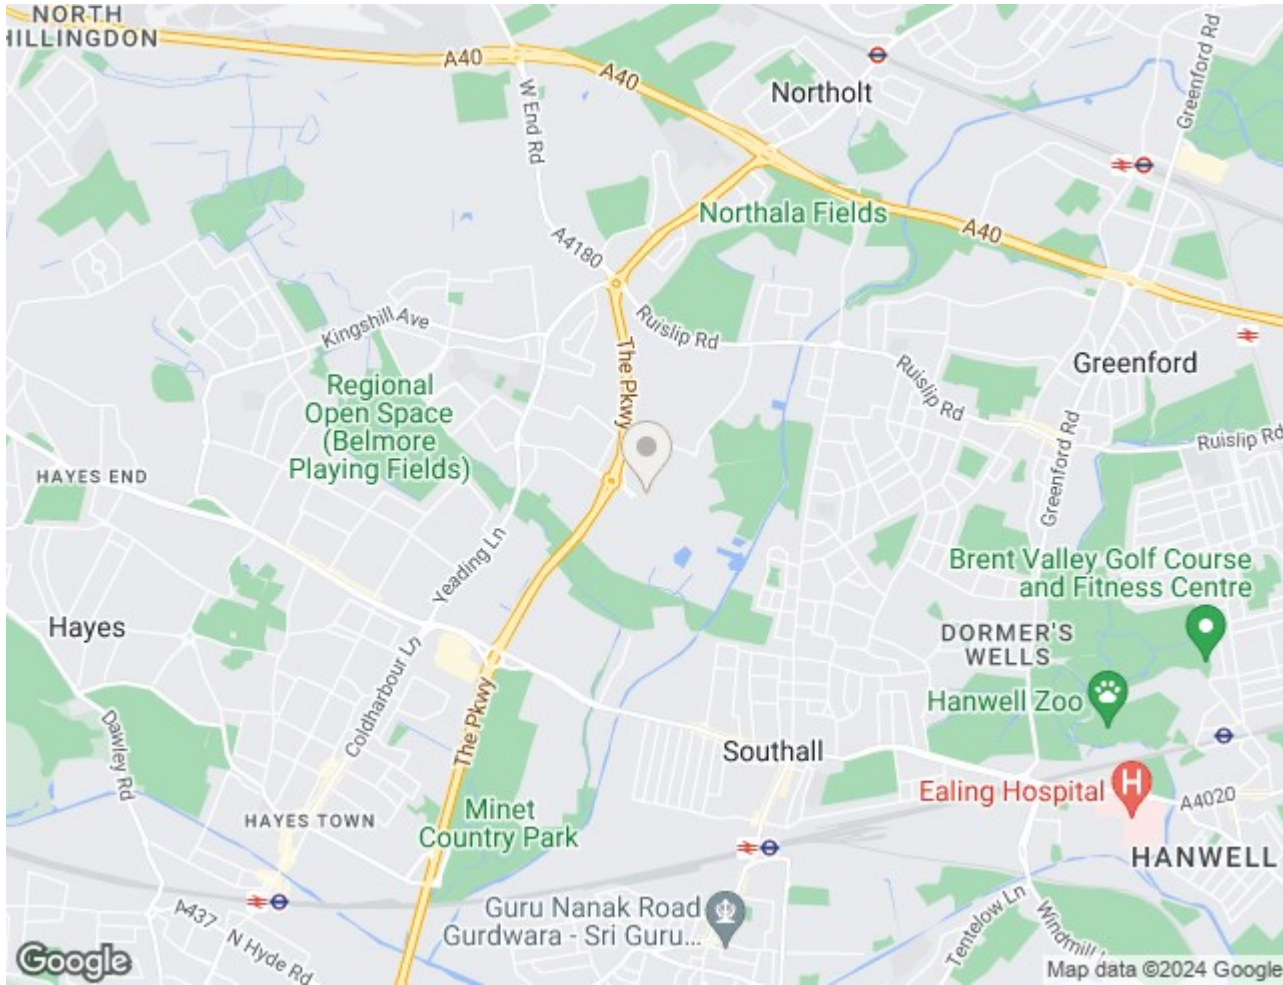 NORTH
HILLINGDON
A40
A40
Northolt
Greenford Rd
W End Rd
Northala Fields
A40
A4180
Kingshill Ave
Ruislip Rd
The Pkwy
Ruislip Rd
Greenford
Regional
Open Space
(Belmore
Playing Fields)
Ruislip Rd
HAYES END
Greenford Rd
Yeading Ln
Brent Valley Golf Course
and Fitness Centre
Hayes
DORMER'S
WELLS
Coldharbour Ln
Hanwell Zoo
The Pkwy
Dawley Rd
Southall
Ealing Hospital
H
A4020
Minet
Country Park
HAYES TOWN
HANWELL
Guru Nanak Road
Gurdwara - Sri Guru...
A437
N Hyde Rd
Tentelow Ln
Windmill
Google
Map data ©2024 Google